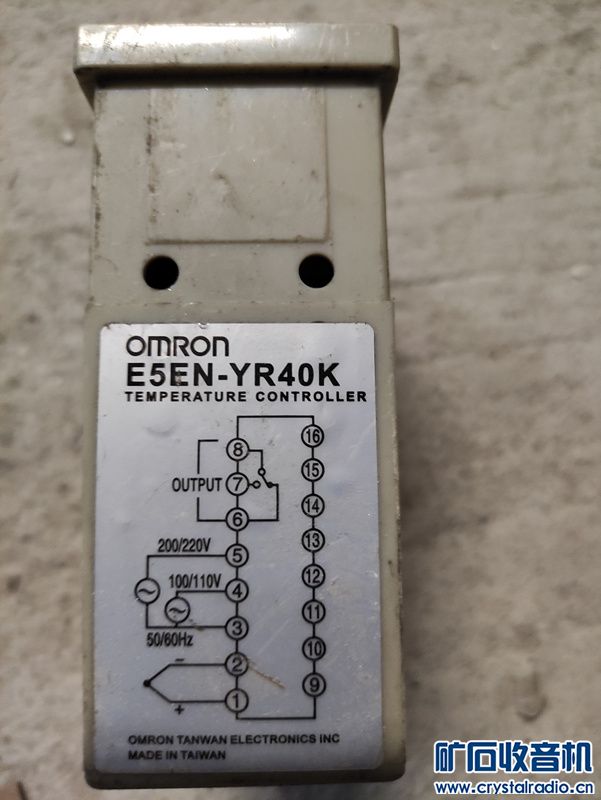 OMRON
E5EN-YR40K
TEMPERATURE CONTROLLER
8
16
15
OUTPUT
7
14
6
13
200/220V
5
12
100/110V
4
11
3
50/60Hz
10
−
2
9
+
1
OMRON TANWAN ELECTRONICS INC
MADE IN TAIWAN
矿石收音机
www.crystalradio.cn